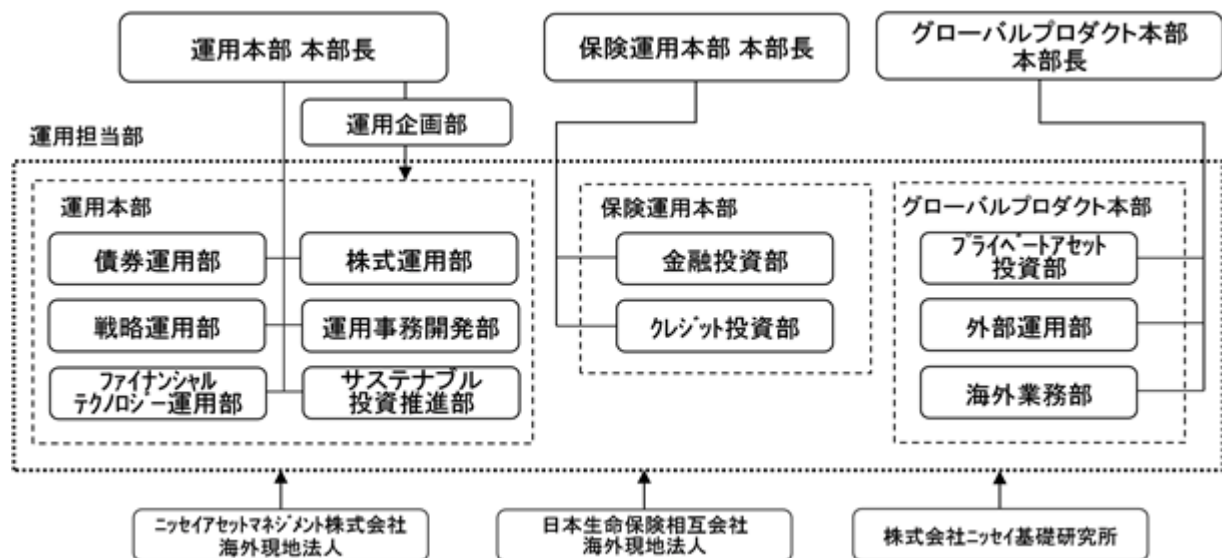 運用本部 本部長
保険運用本部 本部長
グローバルプロダクト本部
本部長
運用企画部
運用担当部
運用本部
債券運用部
株式運用部
戦略運用部
運用事務開発部
ファイナンシャル
テクノロジー運用部
サステナブル
投資推進部
保険運用本部
金融投資部
クレジット投資部
グローバルプロダクト本部
プライベートアセット
投資部
外部運用部
海外業務部
ニッセイアセットマネジメント株式会社
海外現地法人
日本生命保険相互会社
海外現地法人
株式会社ニッセイ基礎研究所